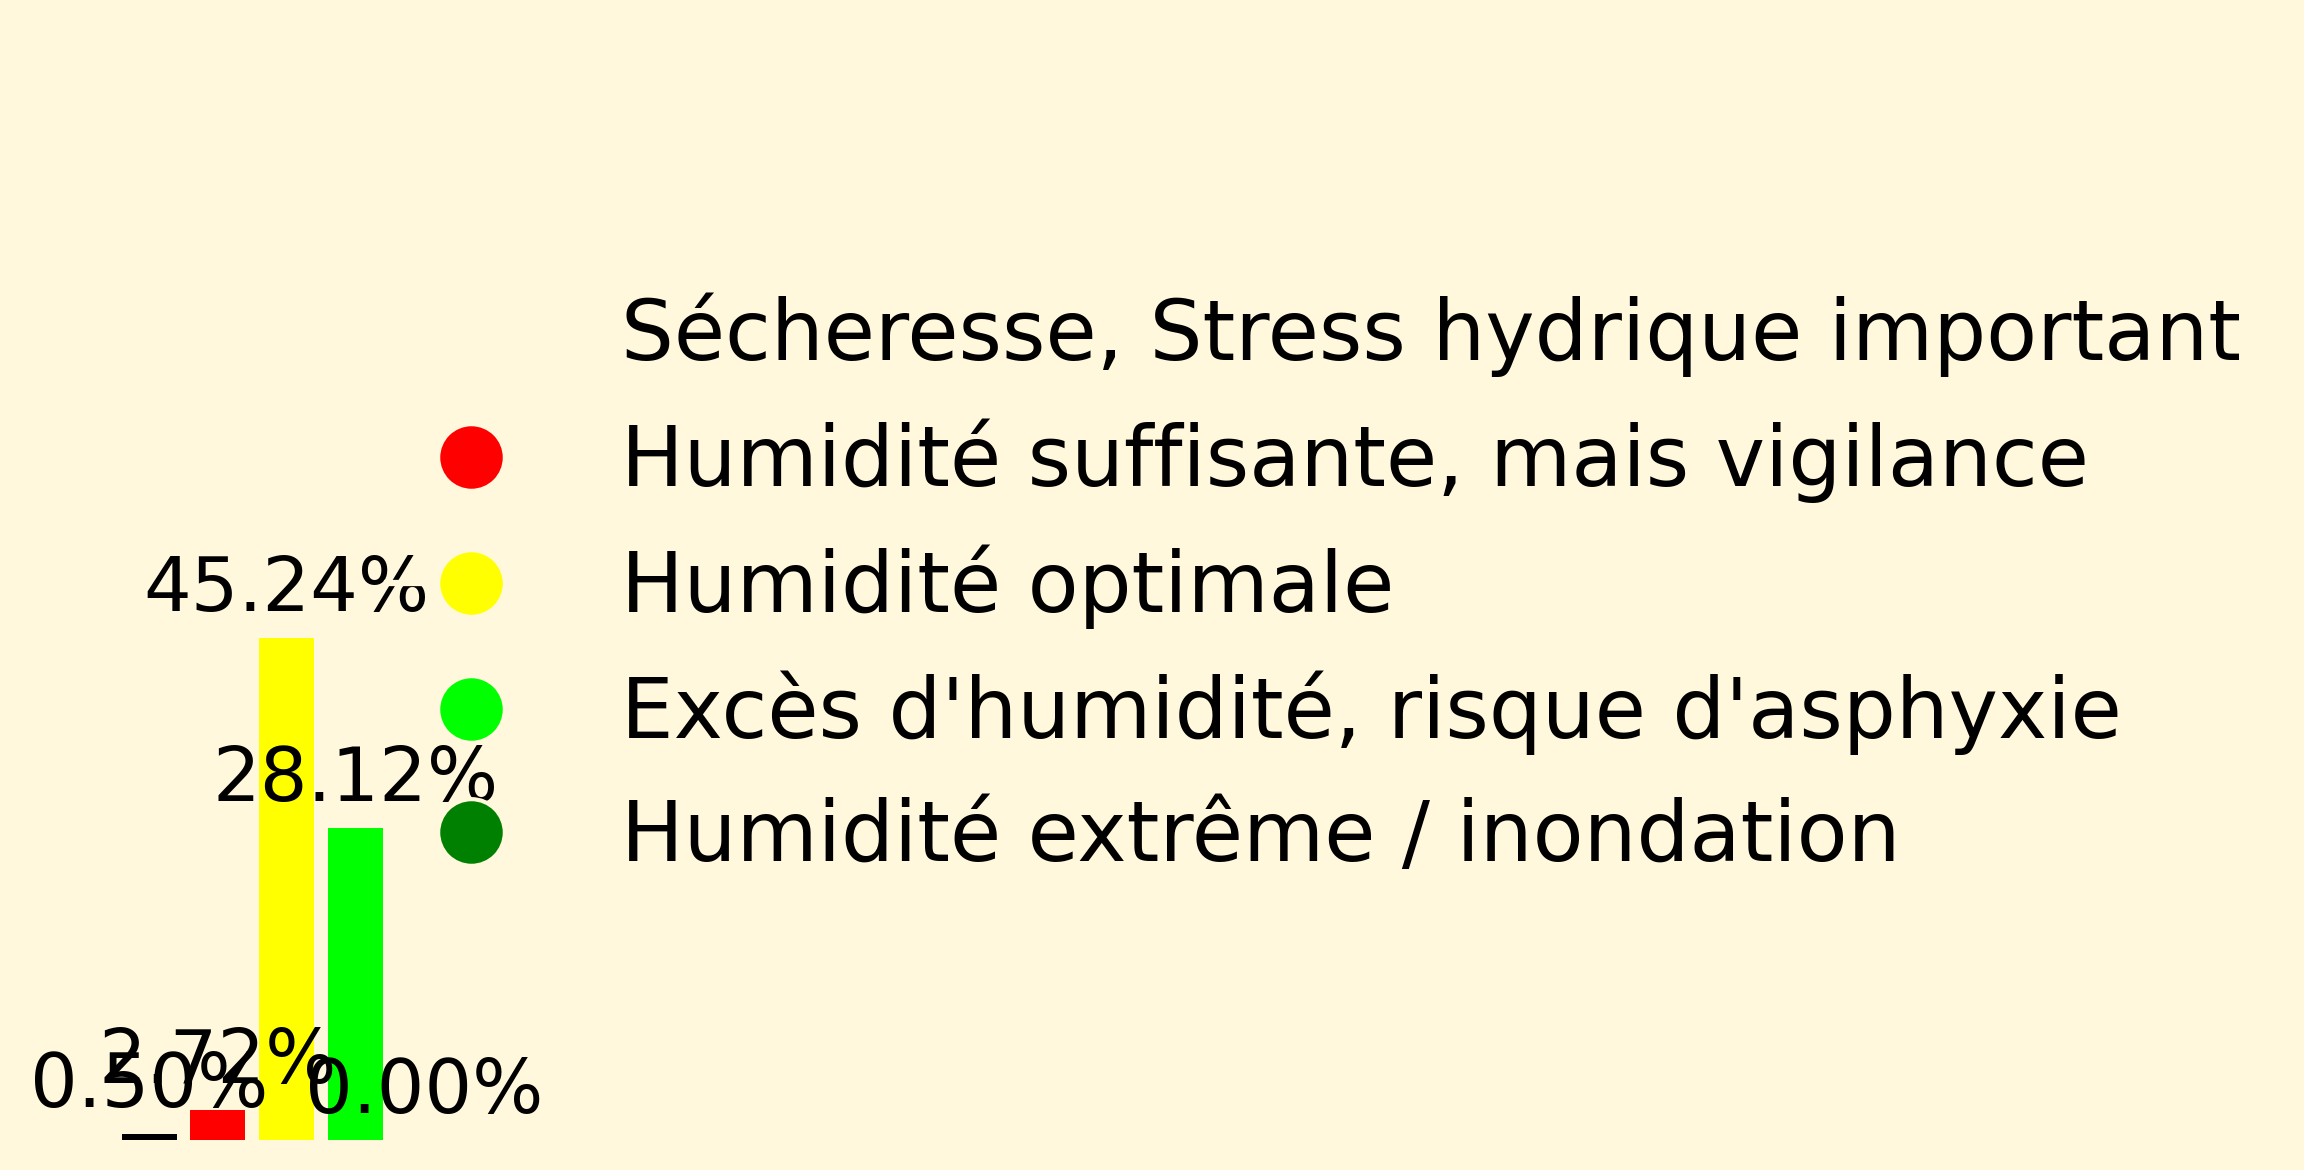 Sécheresse, Stress hydrique important
Humidité suffisante, mais vigilance
45.24%
Humidité optimale
Excès d'humidité, risque d'asphyxie
28.12%
Humidité extrême / inondation
2.72%
0.50%
0.00%